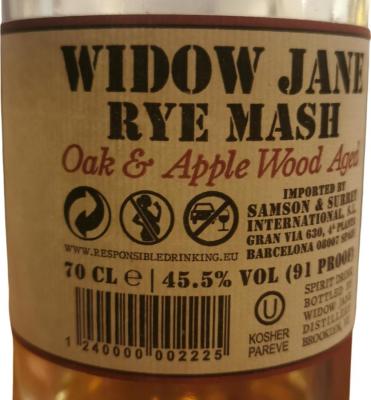 WIDOW JANE
RYE MASH
Oak & Apple Wood Aged
IMPORTED BY
SAMSON & SURREY
INTERNATIONAL, S.L.
GRAN VIA 630, 4ª PLANTA
BARCELONA 08007 SPAIN
WWW.RESPONSIBLEDRINKING.EU
70 CL e | 45.5% VOL (91 PROOF)
SPIRIT DRINK
BOTTLED BY
WIDOW JANE
DISTILLERY
BROOKLYN,
U
KOSHER
PAREVE
1 240000 002225